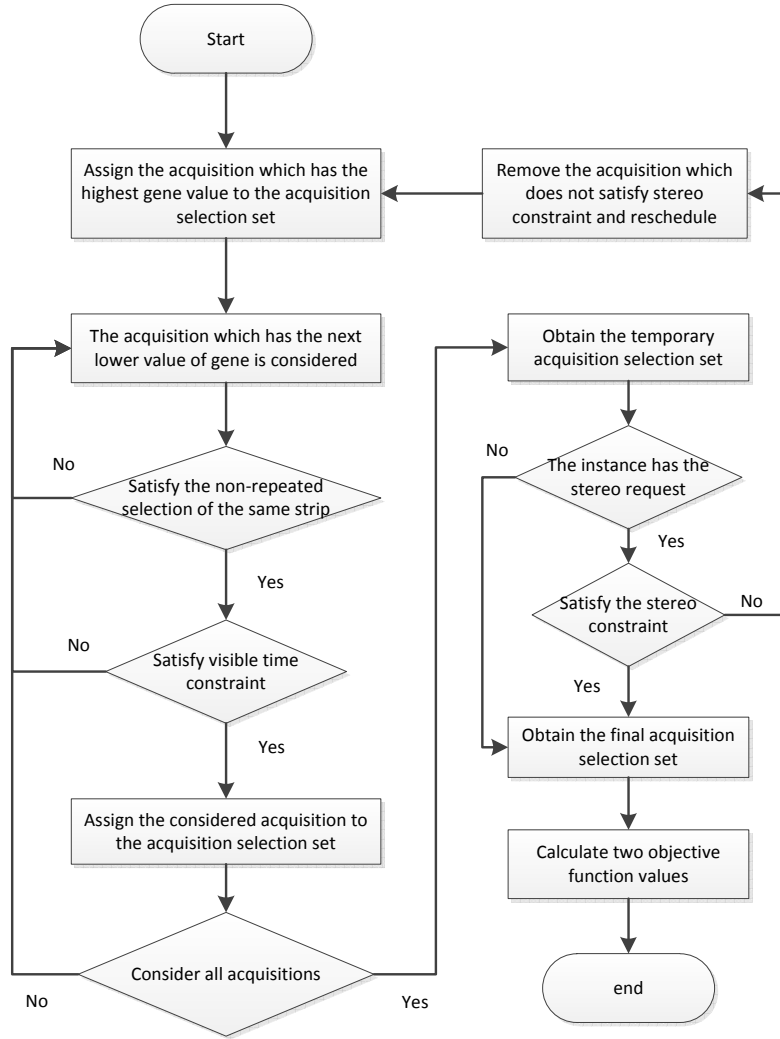 Start
Assign the acquisition which has the
highest gene value to the acquisition
selection set
Remove the acquisition which
does not satisfy stereo
constraint and reschedule
The acquisition which has the next
lower value of gene is considered
No
Satisfy the non-repeated
selection of the same strip
Yes
No
Satisfy visible time
constraint
Yes
Assign the considered acquisition to
the acquisition selection set
Consider all acquisitions
No
Yes
Obtain the temporary
acquisition selection set
No
The instance has the
stereo request
Yes
Satisfy the stereo
constraint
No
Yes
Obtain the final acquisition
selection set
Calculate two objective
function values
end